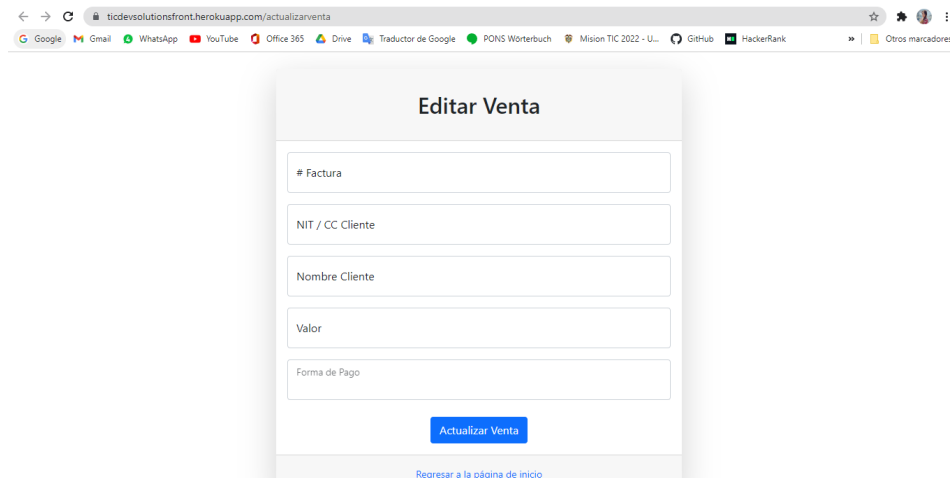 ticdevsolutionsfront.herokuapp.com/actualizarventa
Google Gmail WhatsApp YouTube Office 365 Drive Traductor de Google PONS Wörterbuch Mision TIC 2022 - U... GitHub HackerRank » Otros marcadores
Editar Venta
# Factura
NIT / CC Cliente
Nombre Cliente
Valor
Forma de Pago
Actualizar Venta
Regresar a la página de inicio